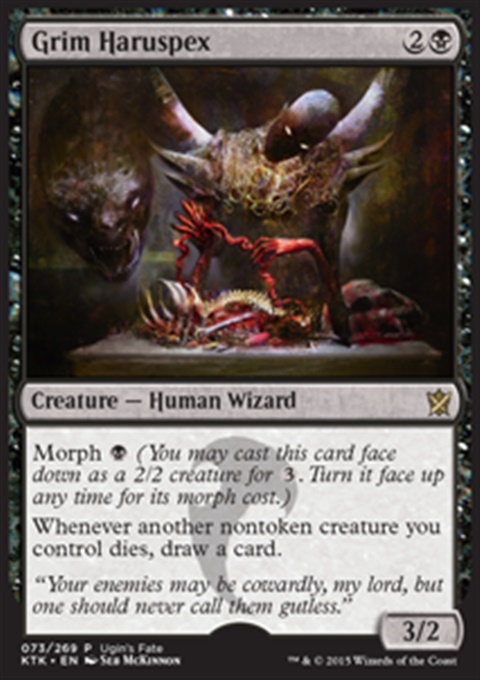 Grim Haruspex 2
Creature — Human Wizard
Morph (You may cast this card face
down as a 2/2 creature for 3. Turn it face up
any time for its morph cost.)
Whenever another nontoken creature you
control dies, draw a card.
“Your enemies may be cowardly, my lord, but
one should never call them gutless.”
3/2
073/269 P Ugin's Fate
KTK • EN Seb McKinnon
™ & © 2015 Wizards of the Coast